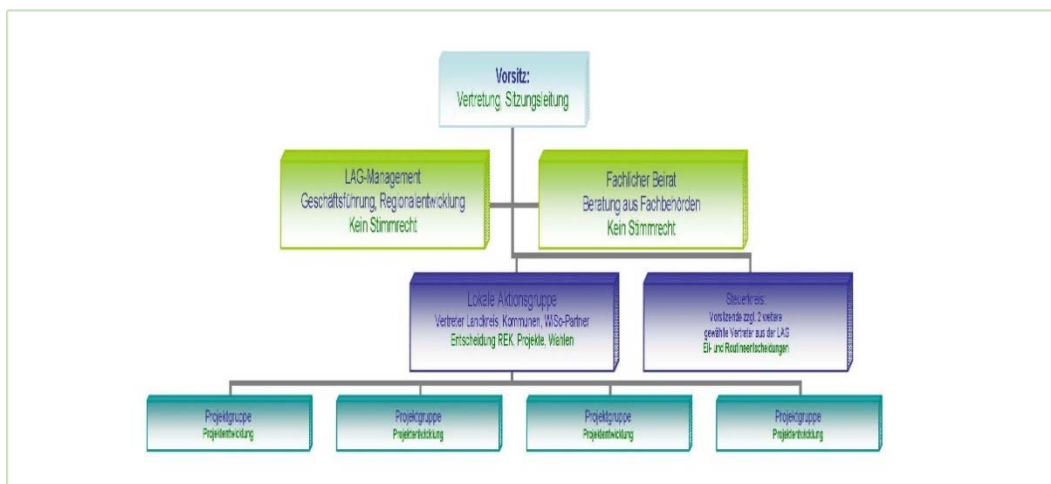 Vorsitz:
Vertretung, Sitzungsleitung
LAG-Management
Geschäftsführung, Regionalentwicklung
Kein Stimmrecht
Fachlicher Beirat
Beratung aus Fachbehörden
Kein Stimmrecht
Lokale Aktionsgruppe
Vertreter Landkreis, Kommunen, WiSo-Partner
Entscheidung REK, Projekte, Wahlen
Steuerkreis:
Vorsitzende zzgl. 2 weitere
gewählte Vertreter aus der LAG
Eil- und Routineentscheidungen
Projektgruppe
Projektentwicklung
Projektgruppe
Projektentwicklung
Projektgruppe
Projektentwicklung
Projektgruppe
Projektentwicklung